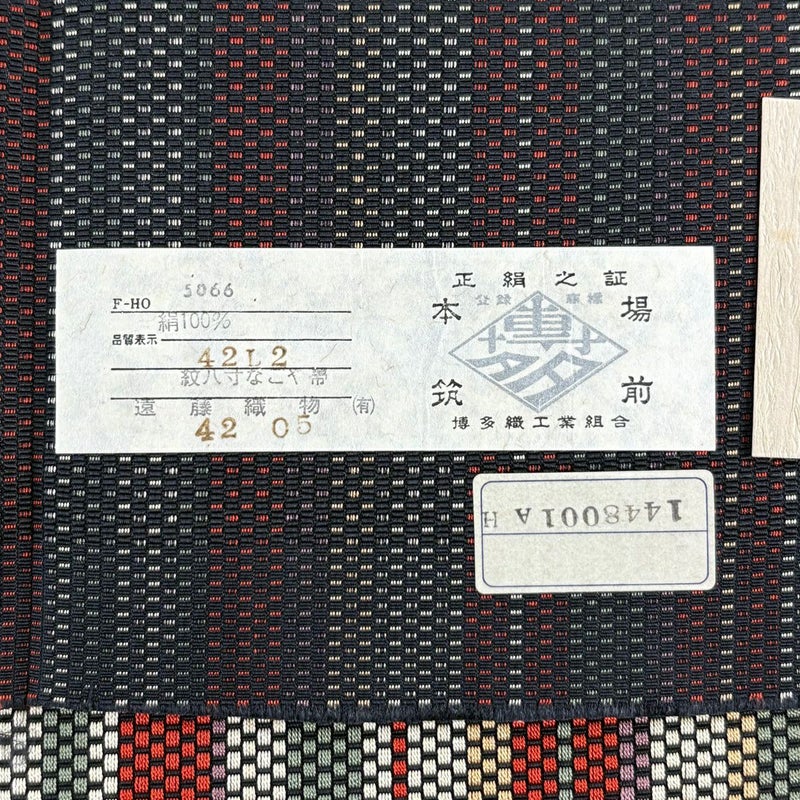 F-HO 5066
絹100%
品質表示
42L2
紋八寸なごや帯
遠藤織物(有)
42 05
正絹之証
登録商標
本場
博多
筑前
博多織工業組合
1448001A H